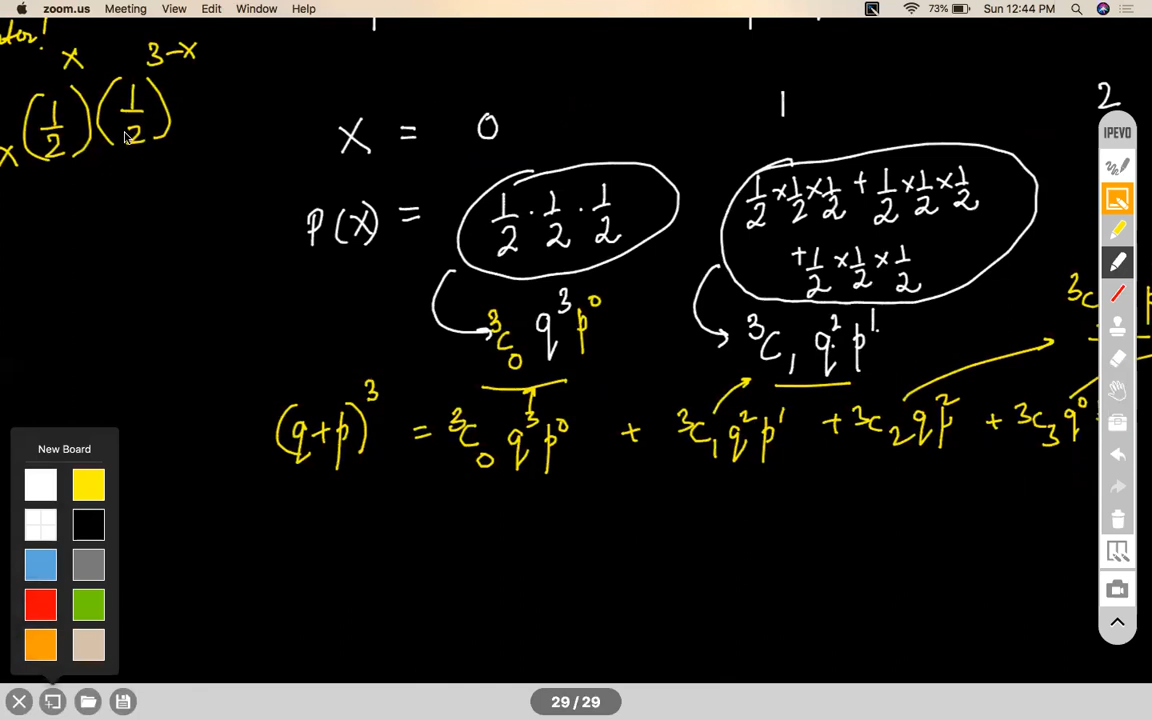 zoom.us Meeting View Edit Window Help 73% Sun 12:44 PM
x 3-x
(1/2) (1/2)
x
X = 0 1 2
P(X) = 1/2 · 1/2 · 1/2 1/2 × 1/2 × 1/2 + 1/2 × 1/2 × 1/2
+ 1/2 × 1/2 × 1/2
³C₀ q³ p⁰ ³C₁ q² p¹ ³C
(q+p)³ = ³C₀ q³ p⁰ + ³C₁ q² p¹ + ³C₂ q p² + ³C₃ q⁰
IPEVO
New Board
29 / 29